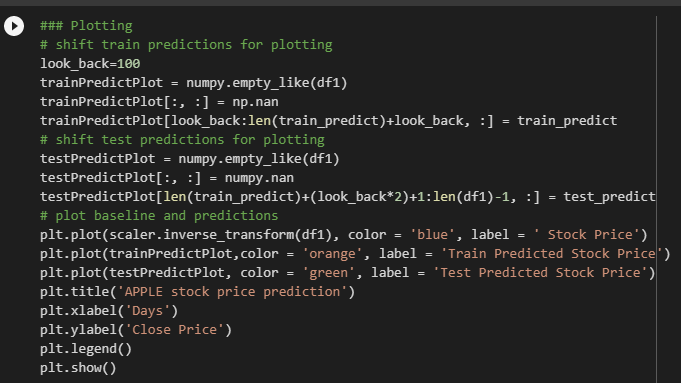 ### Plotting
# shift train predictions for plotting
look_back=100
trainPredictPlot = numpy.empty_like(df1)
trainPredictPlot[:, :] = np.nan
trainPredictPlot[look_back:len(train_predict)+look_back, :] = train_predict
# shift test predictions for plotting
testPredictPlot = numpy.empty_like(df1)
testPredictPlot[:, :] = numpy.nan
testPredictPlot[len(train_predict)+(look_back*2)+1:len(df1)-1, :] = test_predict
# plot baseline and predictions
plt.plot(scaler.inverse_transform(df1), color = 'blue', label = ' Stock Price')
plt.plot(trainPredictPlot,color = 'orange', label = 'Train Predicted Stock Price')
plt.plot(testPredictPlot, color = 'green', label = 'Test Predicted Stock Price')
plt.title('APPLE stock price prediction')
plt.xlabel('Days')
plt.ylabel('Close Price')
plt.legend()
plt.show()